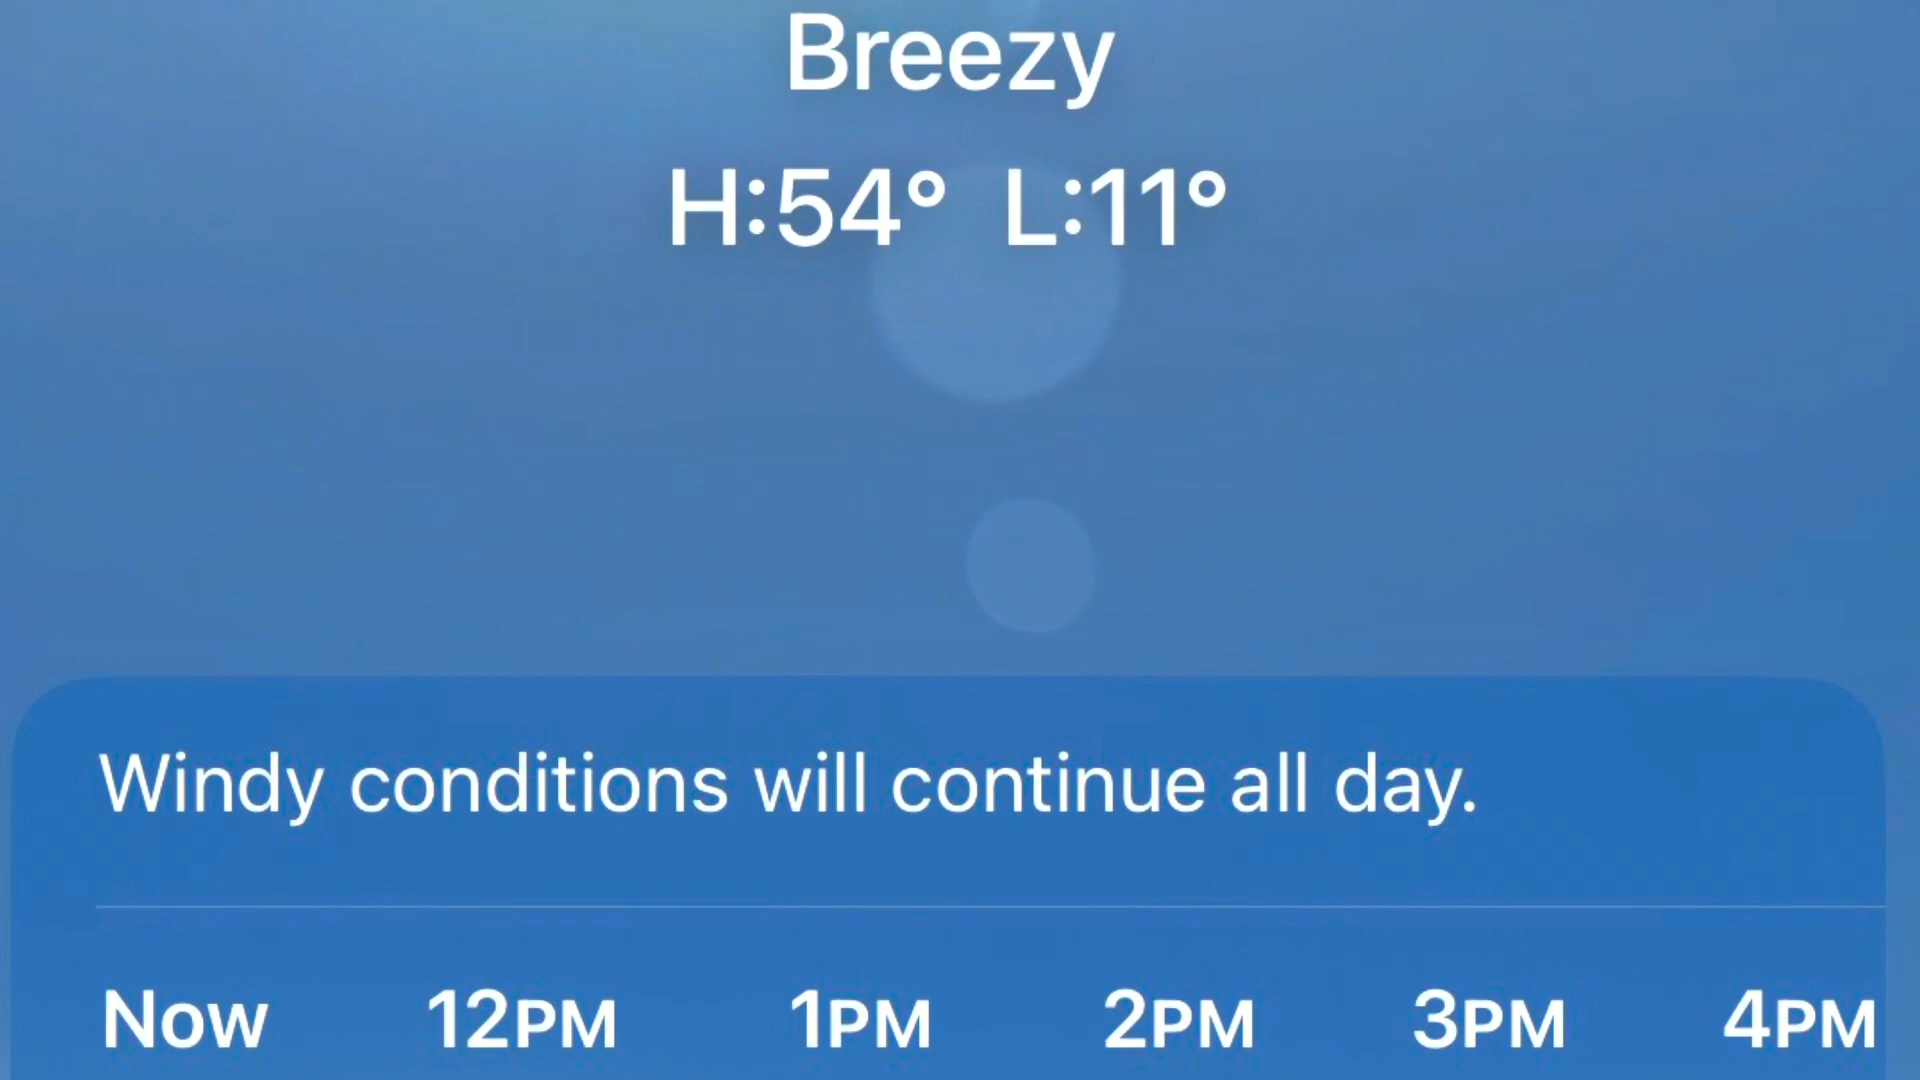 Breezy
H:54° L:11°
Windy conditions will continue all day.
Now 12PM 1PM 2PM 3PM 4PM